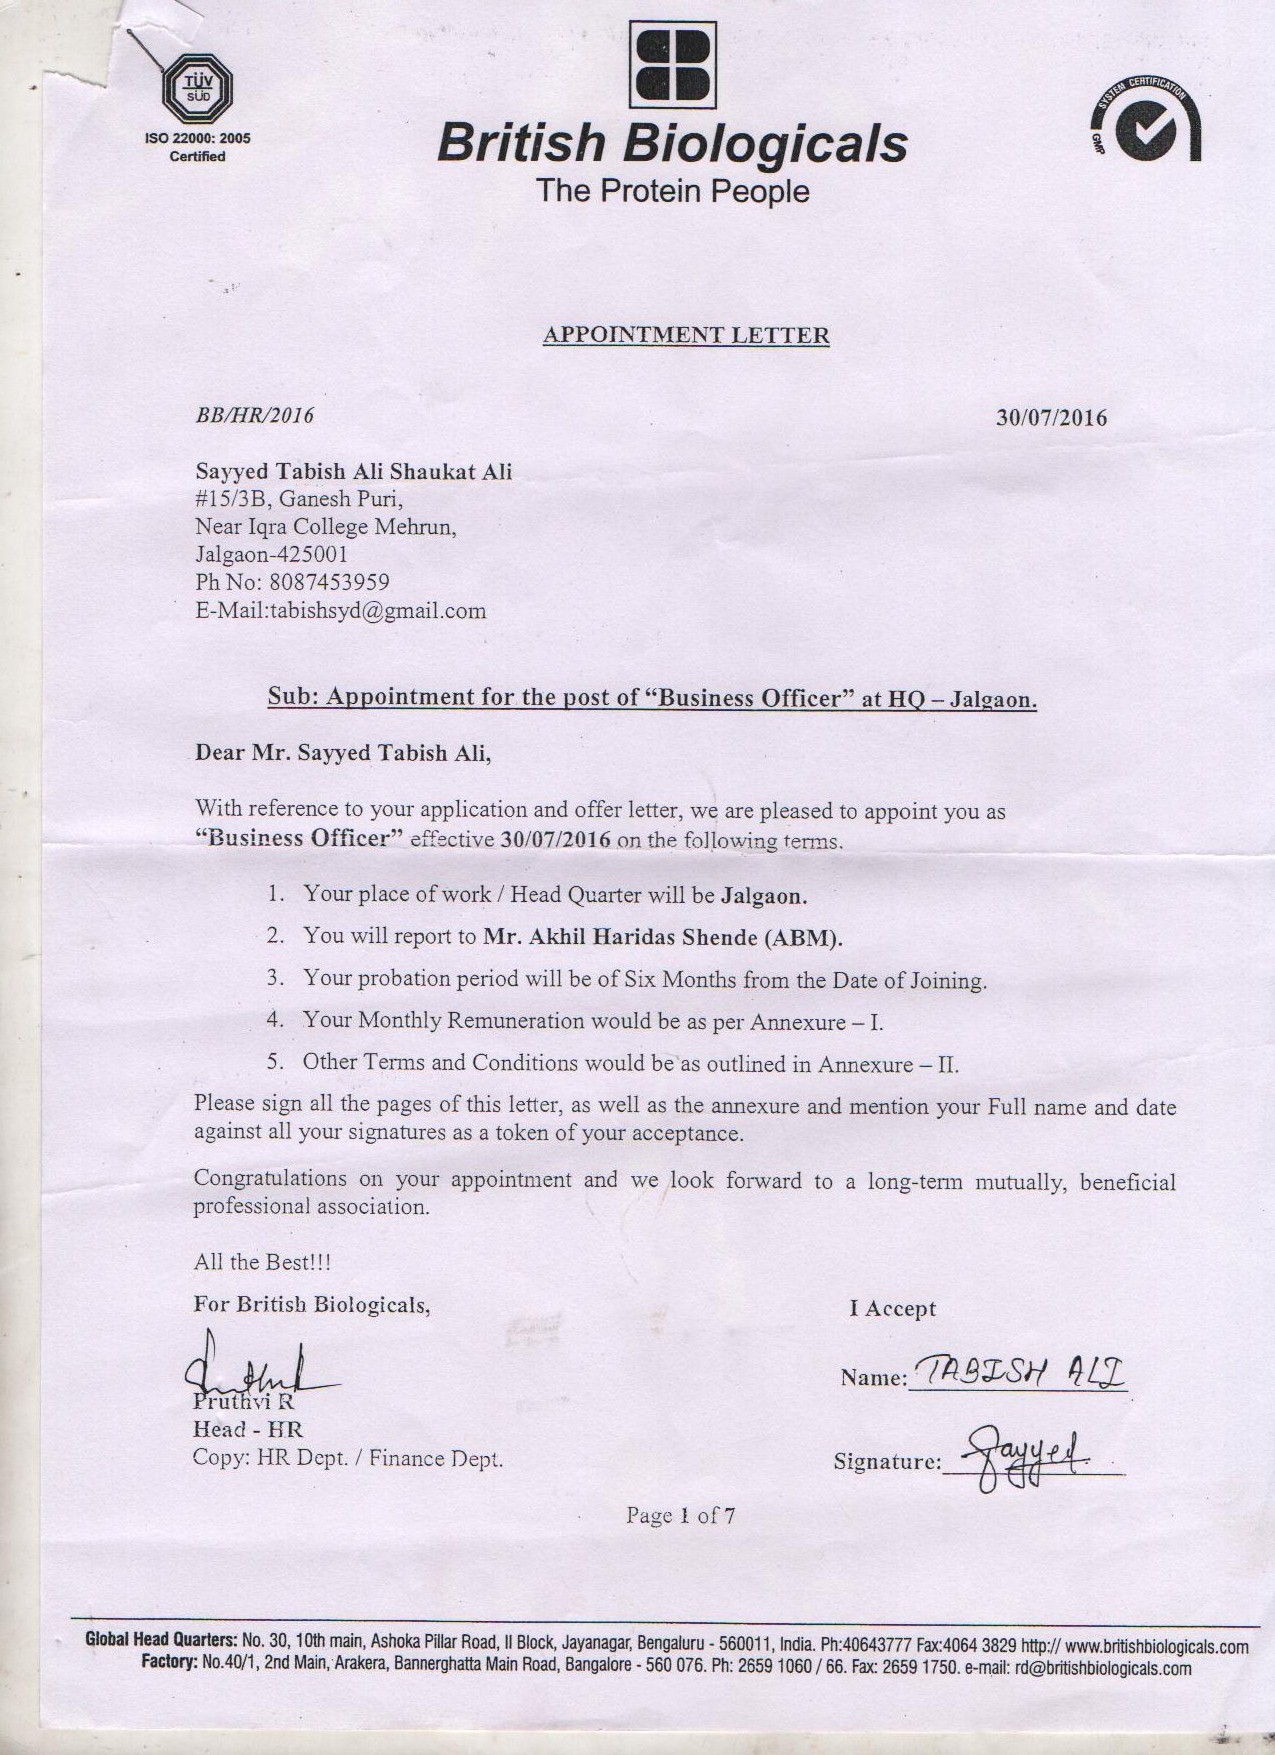 TÜV
SÜD
ISO 22000: 2005
Certified
SYSTEM CERTIFICATION
GMP
British Biologicals
The Protein People
APPOINTMENT LETTER
BB/HR/2016
30/07/2016
Sayyed Tabish Ali Shaukat Ali
#15/3B, Ganesh Puri,
Near Iqra College Mehrun,
Jalgaon-425001
Ph No: 8087453959
E-Mail:tabishsyd@gmail.com
Sub: Appointment for the post of “Business Officer” at HQ – Jalgaon.
Dear Mr. Sayyed Tabish Ali,
With reference to your application and offer letter, we are pleased to appoint you as
“Business Officer” effective 30/07/2016 on the following terms.
1. Your place of work / Head Quarter will be Jalgaon.
2. You will report to Mr. Akhil Haridas Shende (ABM).
3. Your probation period will be of Six Months from the Date of Joining.
4. Your Monthly Remuneration would be as per Annexure – I.
5. Other Terms and Conditions would be as outlined in Annexure – II.
Please sign all the pages of this letter, as well as the annexure and mention your Full name and date
against all your signatures as a token of your acceptance.
Congratulations on your appointment and we look forward to a long-term mutually, beneficial
professional association.
All the Best!!!
For British Biologicals,
Pruthvi R
Head - HR
Copy: HR Dept. / Finance Dept.
I Accept
Name: TABISH ALI
Signature: Sayyed
Page 1 of 7
Global Head Quarters: No. 30, 10th main, Ashoka Pillar Road, II Block, Jayanagar, Bengaluru - 560011, India. Ph:40643777 Fax:4064 3829 http:// www.britishbiologicals.com
Factory: No.40/1, 2nd Main, Arakera, Bannerghatta Main Road, Bangalore - 560 076. Ph: 2659 1060 / 66. Fax: 2659 1750. e-mail: rd@britishbiologicals.com